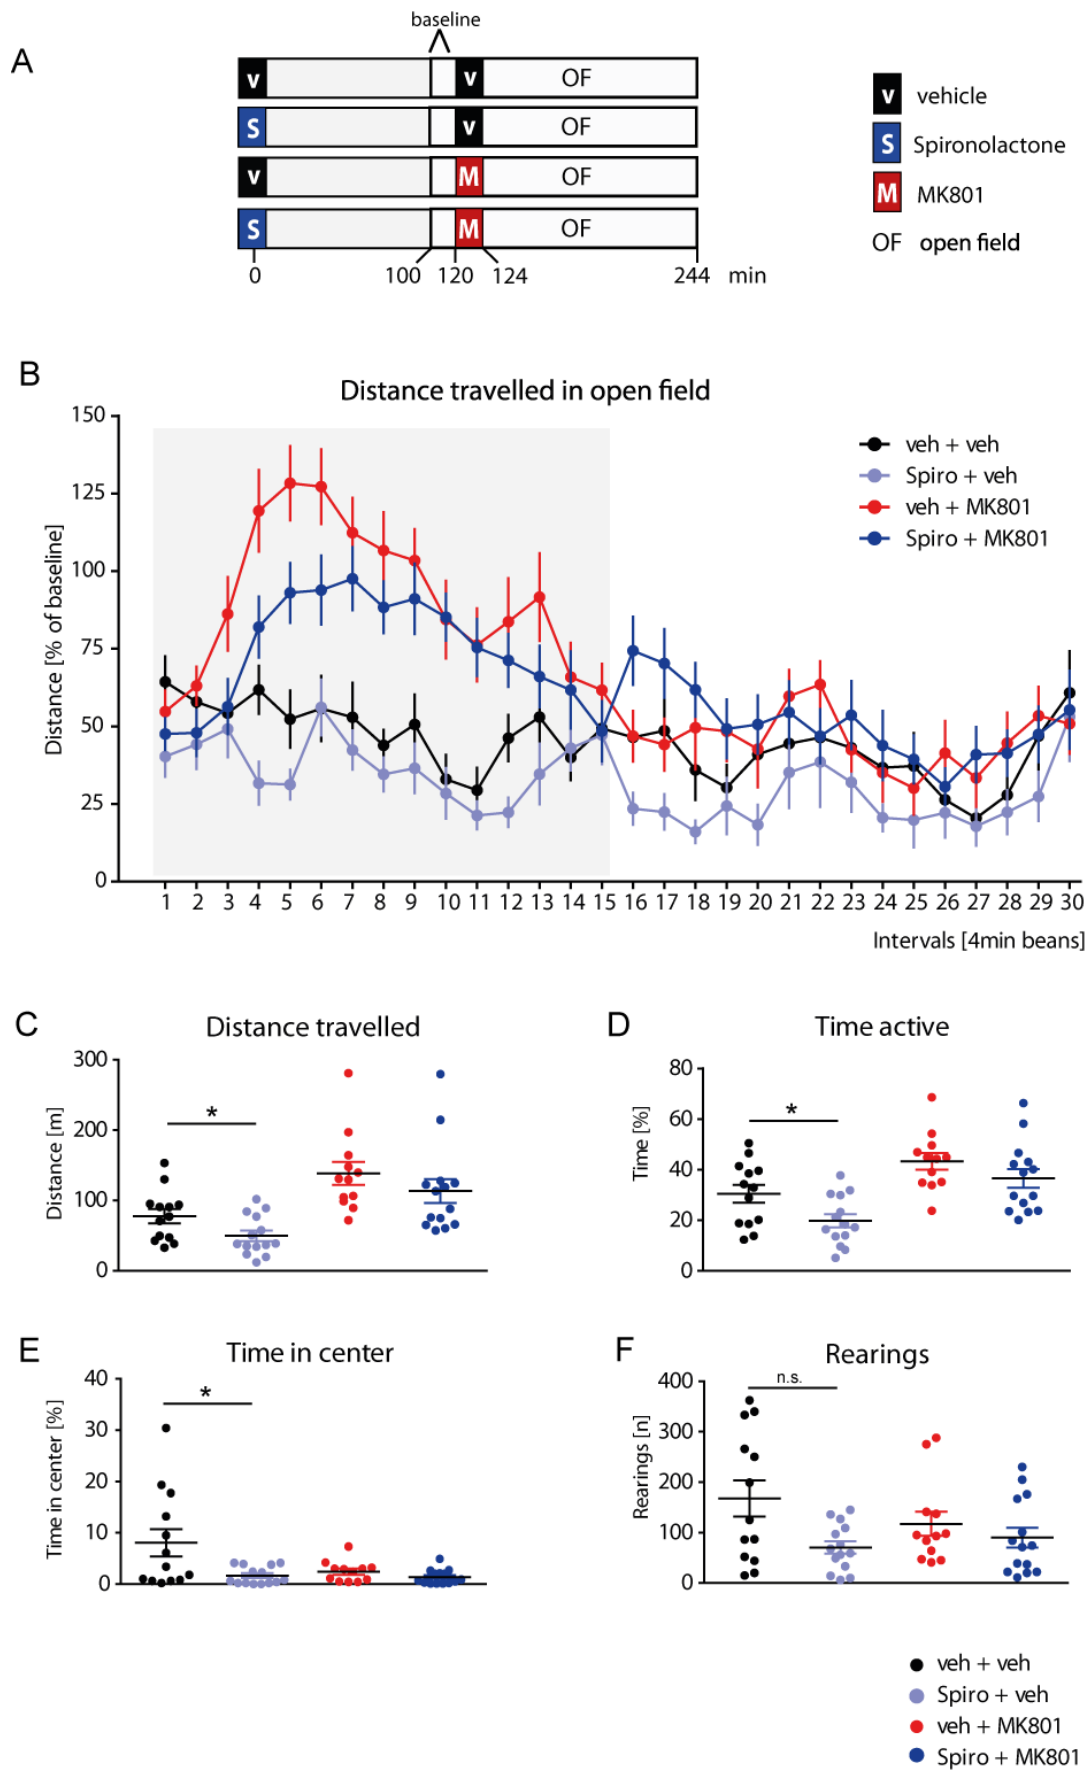 A
baseline
v v OF
S v OF
v M OF
S M OF
0 100 120 124 244 min
v vehicle
S Spironolactone
M MK801
OF open field
B
Distance travelled in open field
Distance [% of baseline]
150
125
100
75
50
25
0
veh + veh
Spiro + veh
veh + MK801
Spiro + MK801
1 2 3 4 5 6 7 8 9 10 11 12 13 14 15 16 17 18 19 20 21 22 23 24 25 26 27 28 29 30
Intervals [4min beans]
C
Distance travelled
Distance [m]
300
200
100
0
*
D
Time active
Time [%]
80
60
40
20
0
*
E
Time in center
Time in center [%]
40
30
20
10
0
*
F
Rearings
Rearings [n]
400
300
200
100
0
n.s.
veh + veh
Spiro + veh
veh + MK801
Spiro + MK801